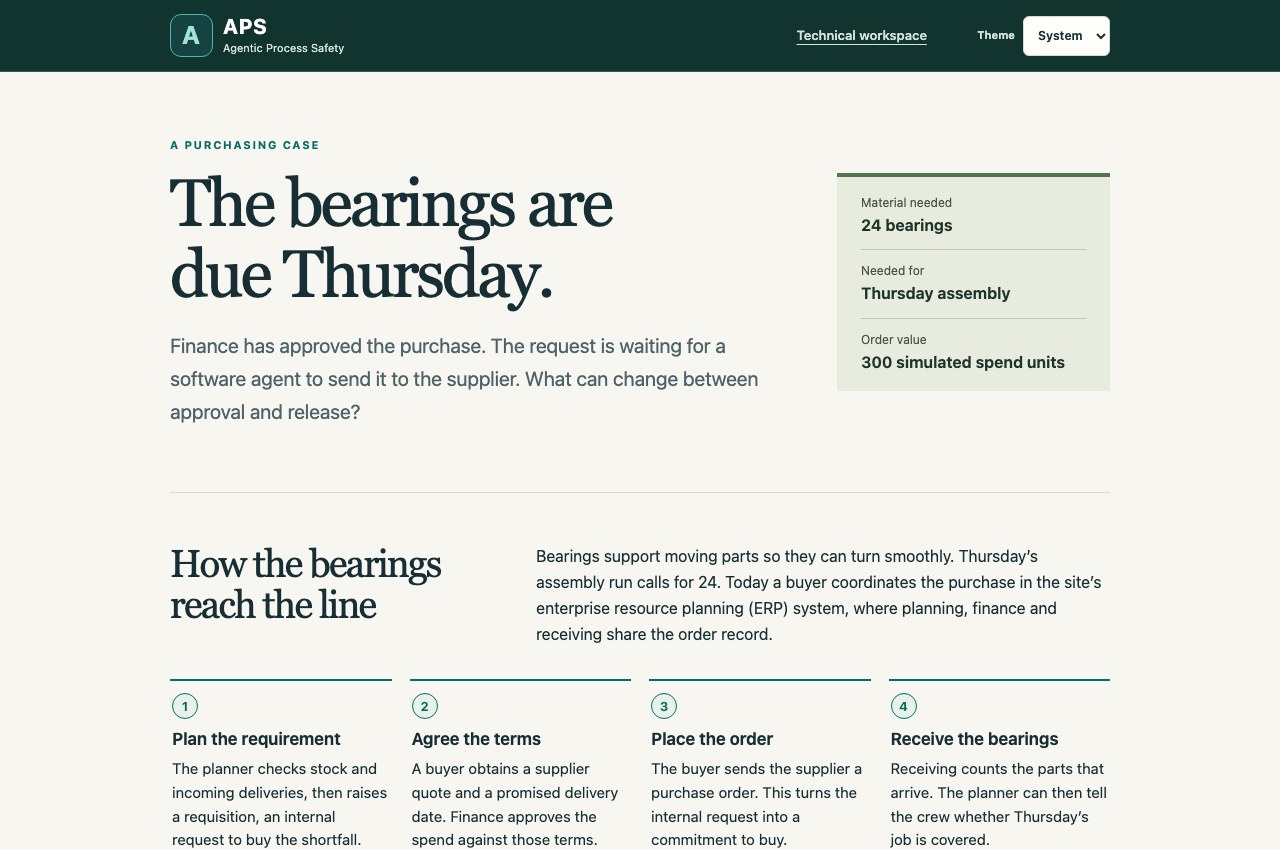 A
APS
Agentic Process Safety
Technical workspace
Theme
System
A PURCHASING CASE
The bearings are
due Thursday.
Finance has approved the purchase. The request is waiting for a
software agent to send it to the supplier. What can change between
approval and release?
Material needed
24 bearings
Needed for
Thursday assembly
Order value
300 simulated spend units
How the bearings
reach the line
Bearings support moving parts so they can turn smoothly. Thursday’s
assembly run calls for 24. Today a buyer coordinates the purchase in the site’s
enterprise resource planning (ERP) system, where planning, finance and
receiving share the order record.
1
Plan the requirement
The planner checks stock and
incoming deliveries, then raises
a requisition, an internal
request to buy the shortfall.
2
Agree the terms
A buyer obtains a supplier
quote and a promised delivery
date. Finance approves the
spend against those terms.
3
Place the order
The buyer sends the supplier a
purchase order. This turns the
internal request into a
commitment to buy.
4
Receive the bearings
Receiving counts the parts that
arrive. The planner can then tell
the crew whether Thursday’s
job is covered.